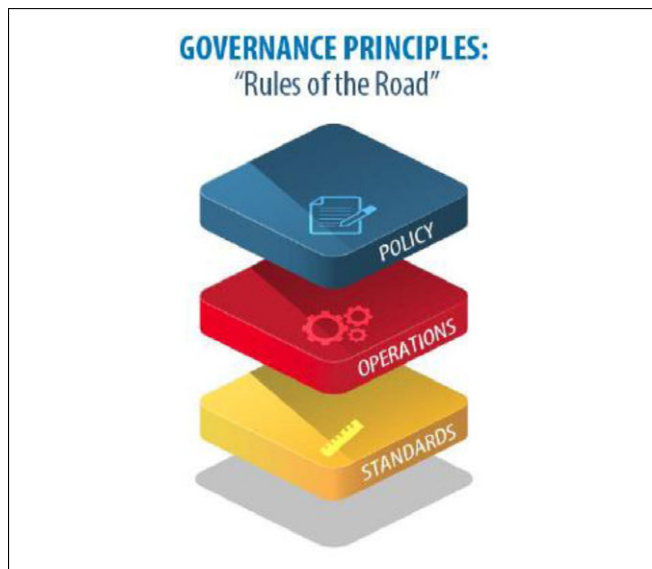 GOVERNANCE PRINCIPLES:
“Rules of the Road”
POLICY
OPERATIONS
STANDARDS